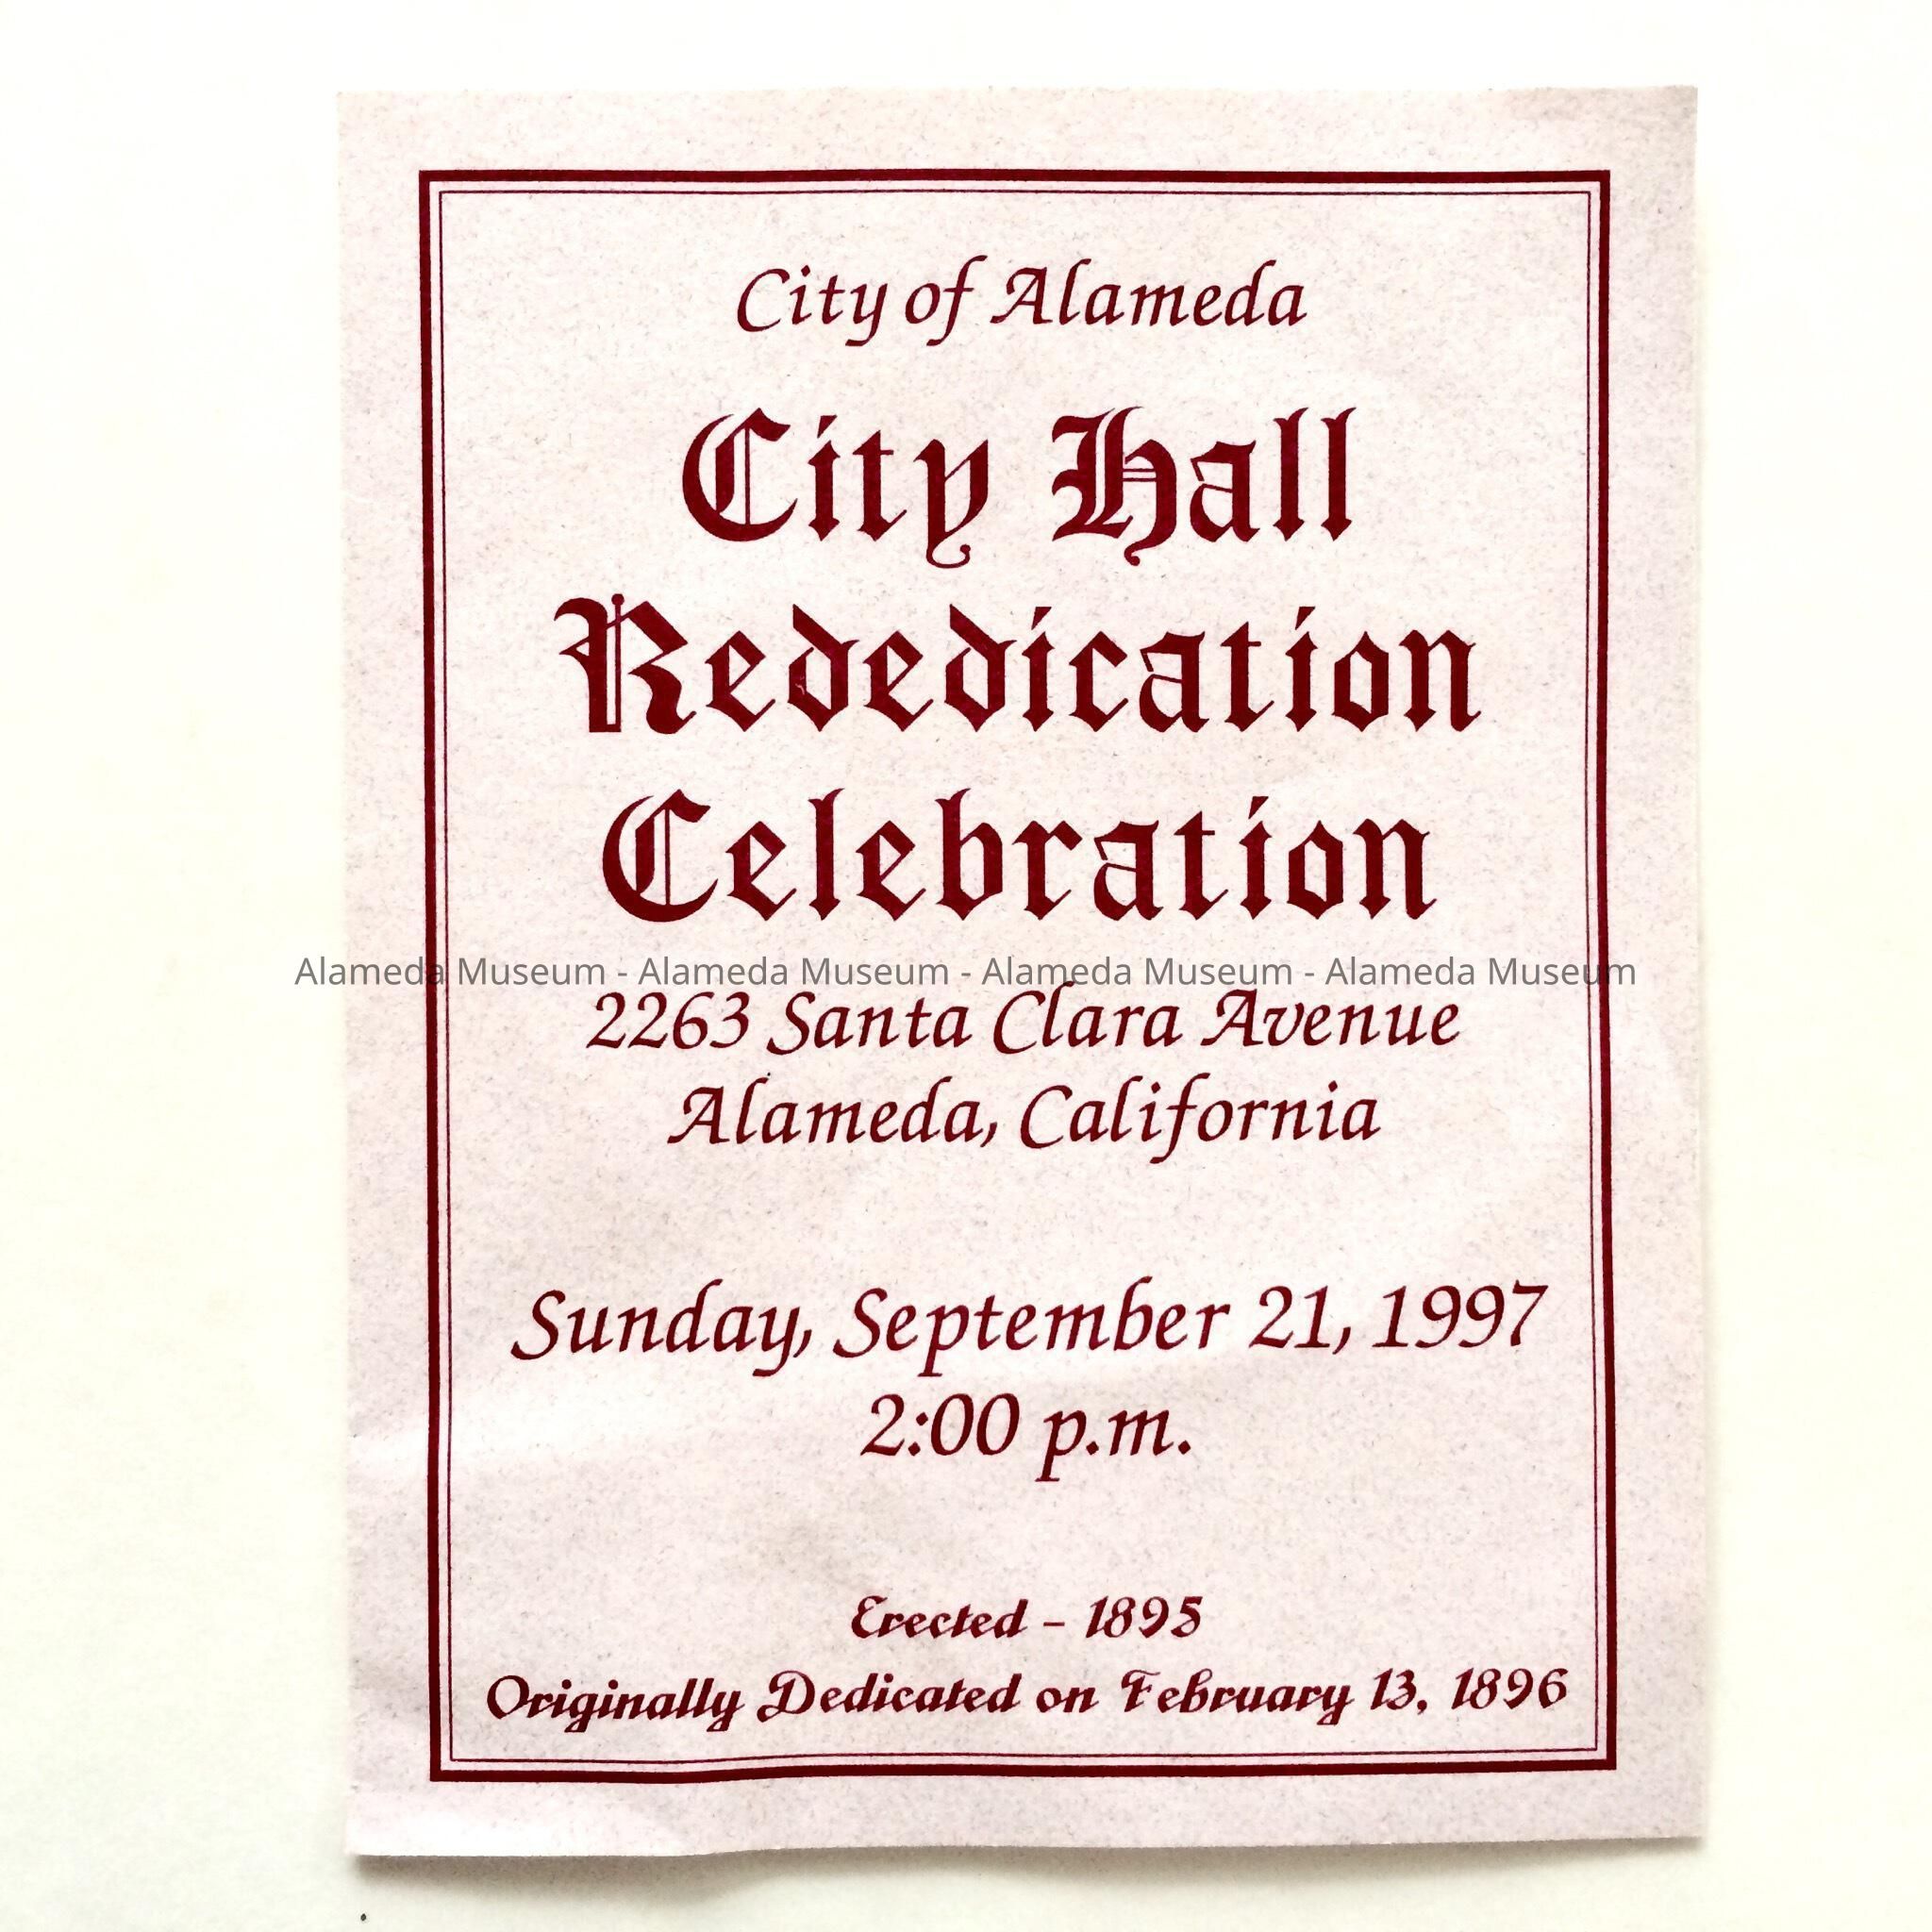 City of Alameda
City Hall
Rededication
Celebration
Alameda Museum - Alameda Museum - Alameda Museum - Alameda Museum
2263 Santa Clara Avenue
Alameda, California
Sunday, September 21, 1997
2:00 p.m.
Erected - 1895
Originally Dedicated on February 13, 1896